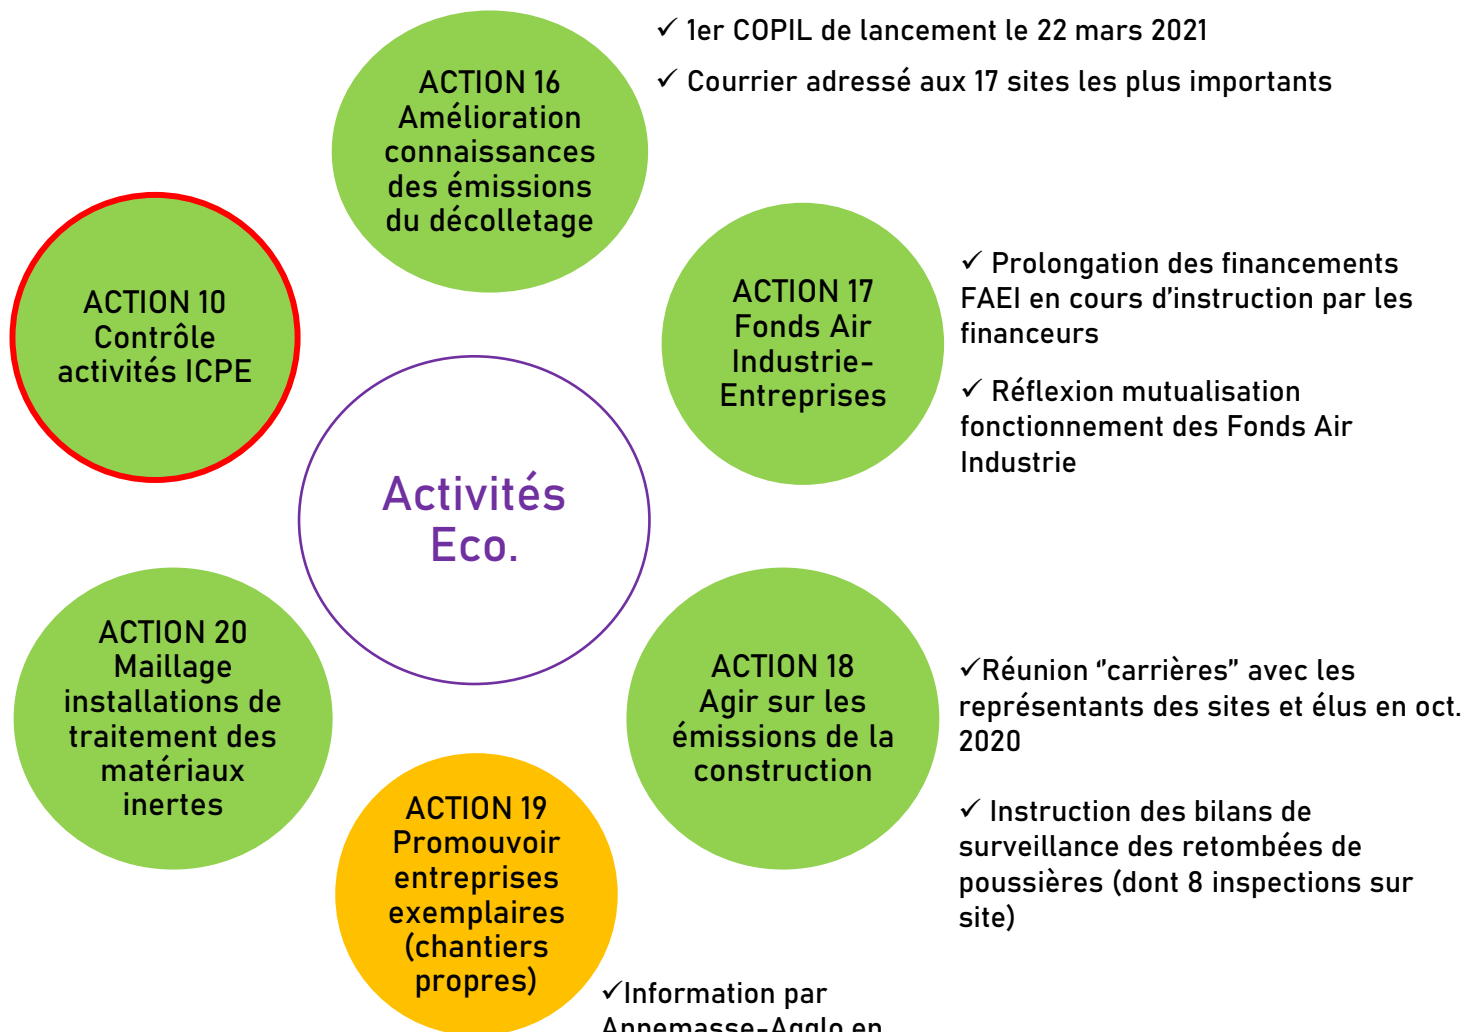 ✓ 1er COPIL de lancement le 22 mars 2021
✓ Courrier adressé aux 17 sites les plus importants
ACTION 16
Amélioration
connaissances
des émissions
du décolletage
ACTION 10
Contrôle
activités ICPE
ACTION 17
Fonds Air
Industrie-
Entreprises
✓ Prolongation des financements
FAEI en cours d'instruction par les
financeurs
✓ Réflexion mutualisation
fonctionnement des Fonds Air
Industrie
Activités
Eco.
ACTION 20
Maillage
installations de
traitement des
matériaux
inertes
ACTION 18
Agir sur les
émissions de la
construction
✓Réunion "carrières" avec les
représentants des sites et élus en oct.
2020
✓ Instruction des bilans de
surveillance des retombées de
poussières (dont 8 inspections sur
site)
ACTION 19
Promouvoir
entreprises
exemplaires
(chantiers
propres)
✓Information par
Annemasse-Agglo en